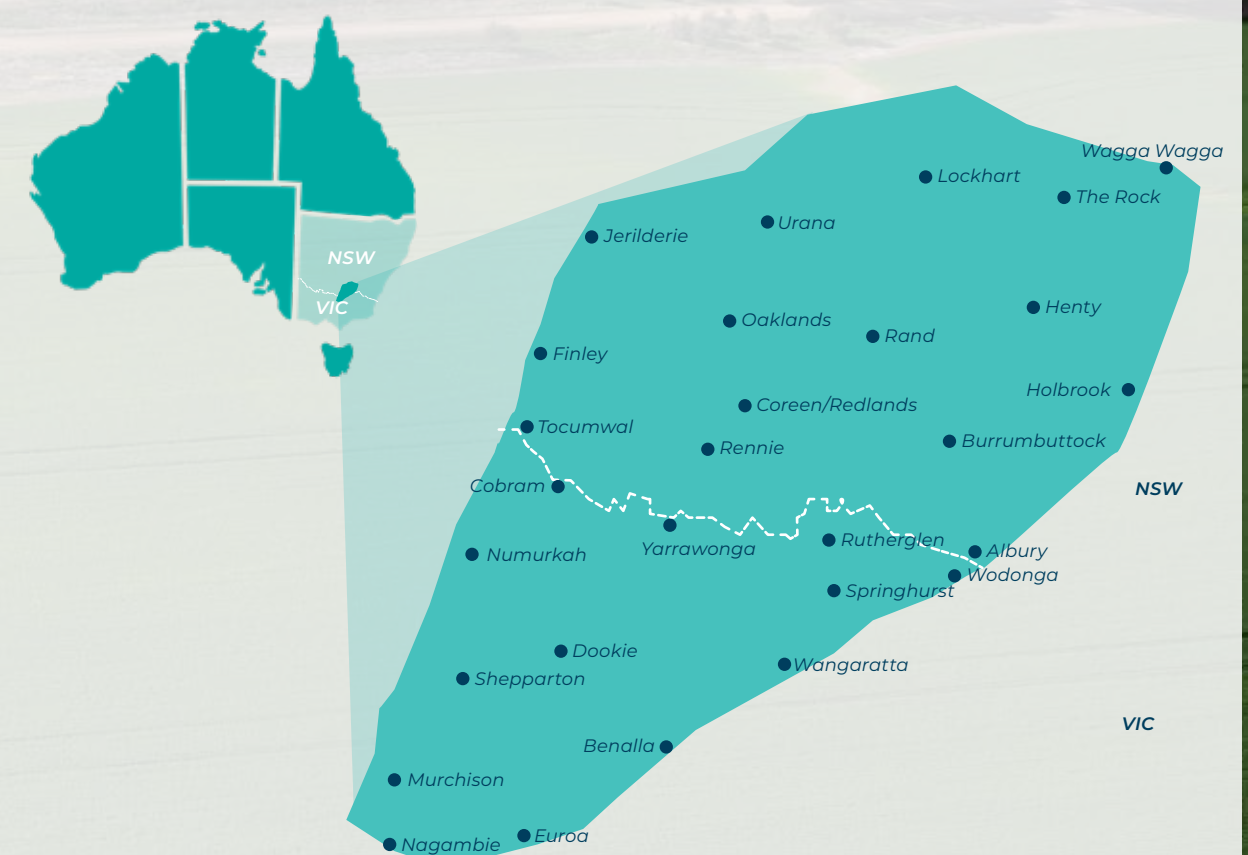 Wagga Wagga
Lockhart
The Rock
Urana
Jerilderie
NSW
VIC
Henty
Oaklands
Rand
Finley
Holbrook
Coreen/Redlands
Tocumwal
Burrumbuttock
Rennie
Cobram
NSW
Rutherglen
Yarrawonga
Albury
Numurkah
Wodonga
Springhurst
Dookie
Wangaratta
Shepparton
VIC
Benalla
Murchison
Euroa
Nagambie